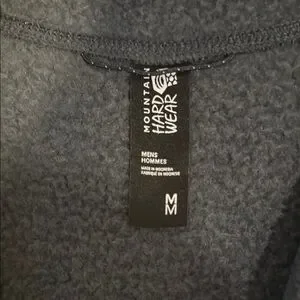 MOUNTAIN
HARD
WEAR
MENS
HOMMES
MADE IN INDONESIA
FABRIQUÉ EN INDONÉSIE
M
M